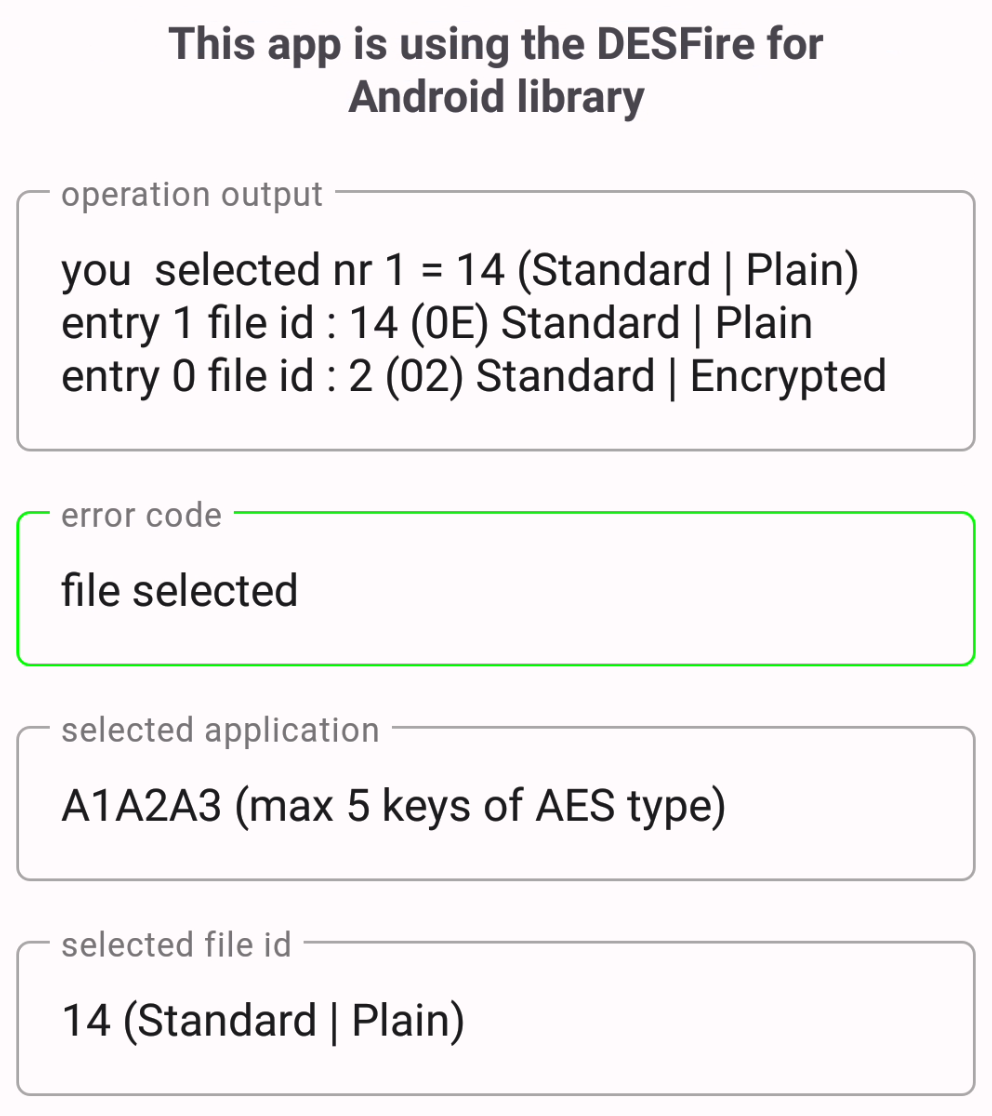 This app is using the DESFire for
Android library
operation output
you  selected nr 1 = 14 (Standard | Plain)
entry 1 file id : 14 (0E) Standard | Plain
entry 0 file id : 2 (02) Standard | Encrypted
error code
file selected
selected application
A1A2A3 (max 5 keys of AES type)
selected file id
14 (Standard | Plain)